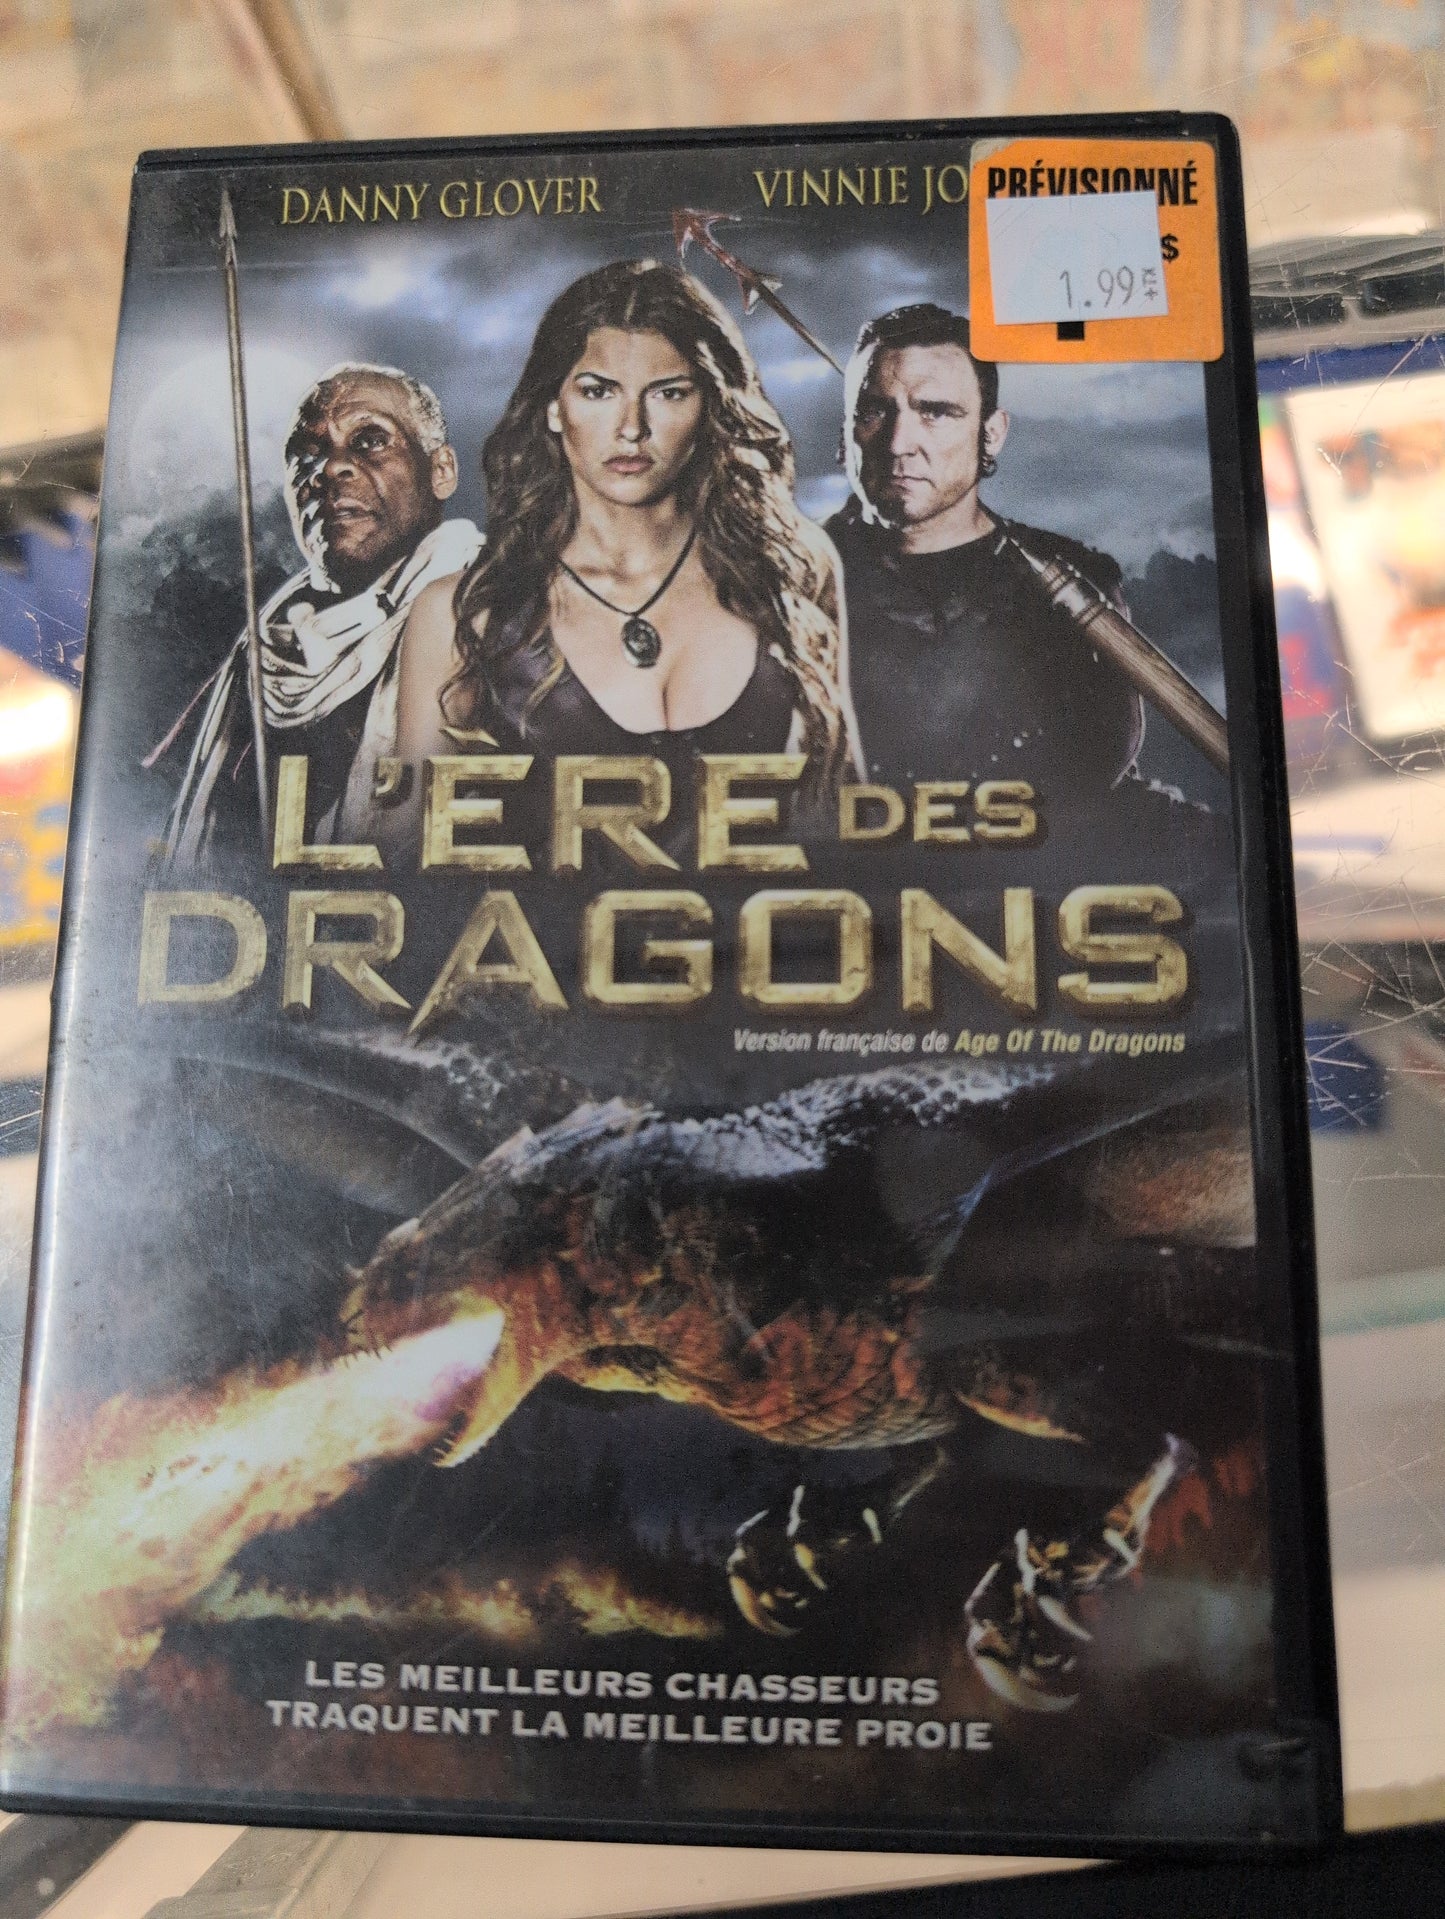 DANNY GLOVER
VINNIE JO
PRÉVISIONNÉ
$
1.99 +TX
L'ÈRE DES
DRAGONS
Version française de Age Of The Dragons
LES MEILLEURS CHASSEURS
TRAQUENT LA MEILLEURE PROIE